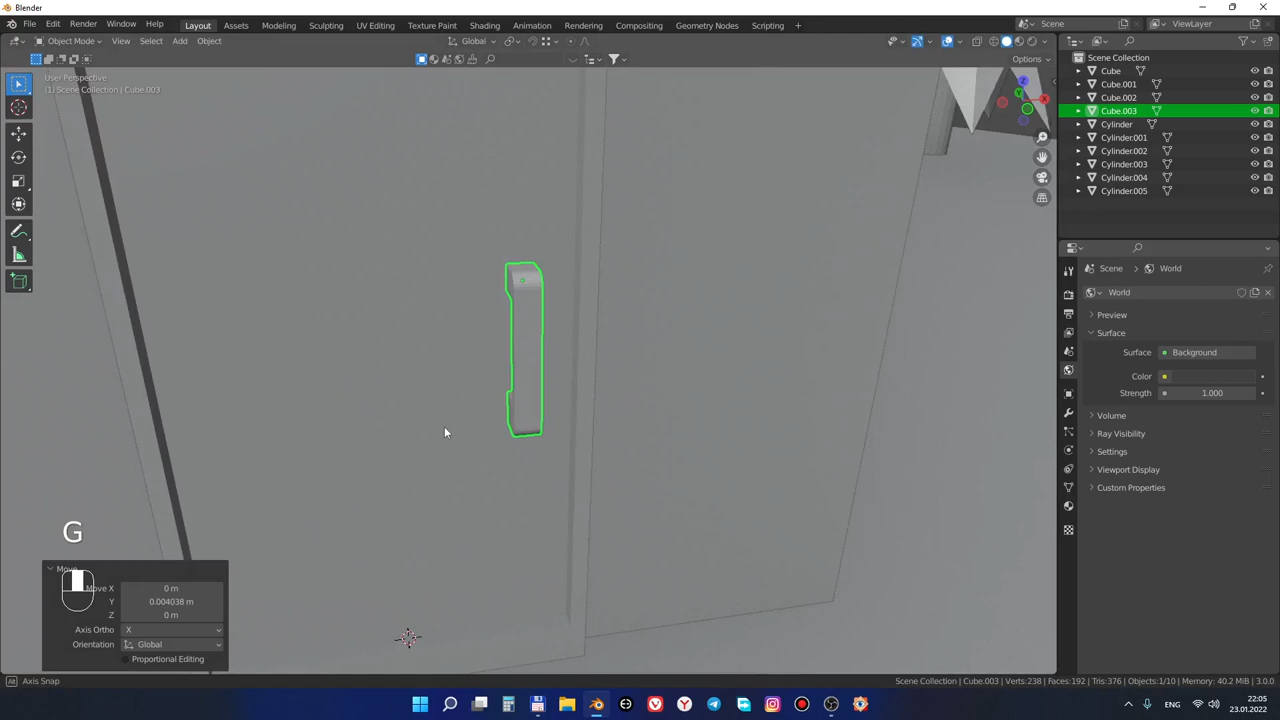 Blender
File Edit Render Window Help Layout Assets Modeling Sculpting UV Editing Texture Paint Shading Animation Rendering Compositing Geometry Nodes Scripting + Scene ViewLayer
Object Mode View Select Add Object Global
Options
User Perspective
(1) Scene Collection | Cube.003
Z
Y
X
G
Move
Move X 0 m
Y 0.004038 m
Z 0 m
Axis Ortho X
Orientation Global
Proportional Editing
Scene Collection
Cube
Cube.001
Cube.002
Cube.003
Cylinder
Cylinder.001
Cylinder.002
Cylinder.003
Cylinder.004
Cylinder.005
Scene > World
World
Preview
Surface
Surface Background
Color
Strength 1.000
Volume
Ray Visibility
Settings
Viewport Display
Custom Properties
Alt Axis Snap
Scene Collection | Cube.003 | Verts:238 | Faces:192 | Tris:376 | Objects:1/10 | Memory: 40.2 MiB | 3.0.0
ENG
22:05
23.01.2022